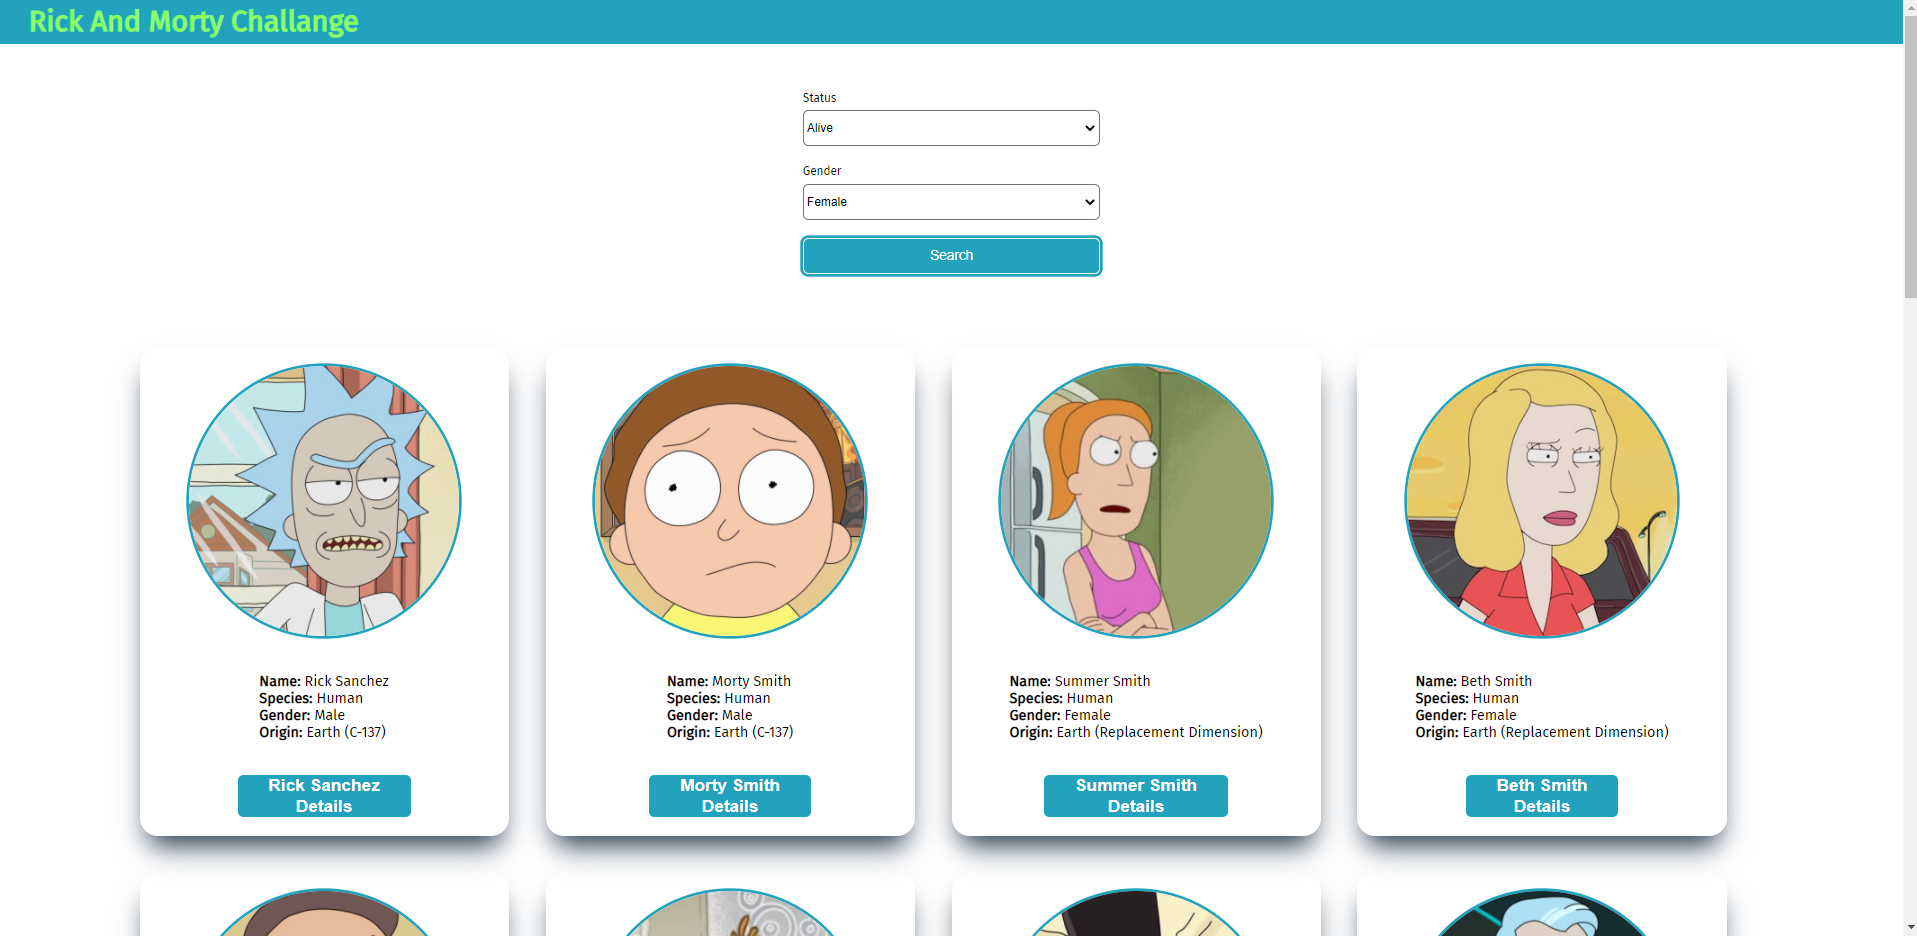 Rick And Morty Challange
Status
Alive
Gender
Female
Search
Name: Rick Sanchez
Species: Human
Gender: Male
Origin: Earth (C-137)
Rick Sanchez
Details
Name: Morty Smith
Species: Human
Gender: Male
Origin: Earth (C-137)
Morty Smith
Details
Name: Summer Smith
Species: Human
Gender: Female
Origin: Earth (Replacement Dimension)
Summer Smith
Details
Name: Beth Smith
Species: Human
Gender: Female
Origin: Earth (Replacement Dimension)
Beth Smith
Details